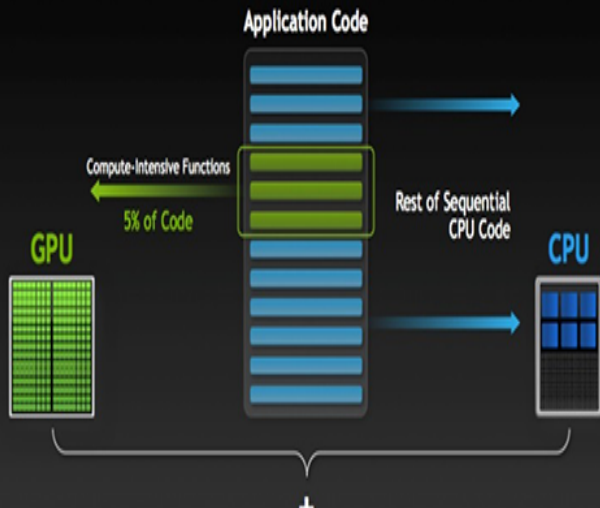 Application Code
Compute-Intensive Functions
5% of Code
GPU
Rest of Sequential
CPU Code
CPU
+